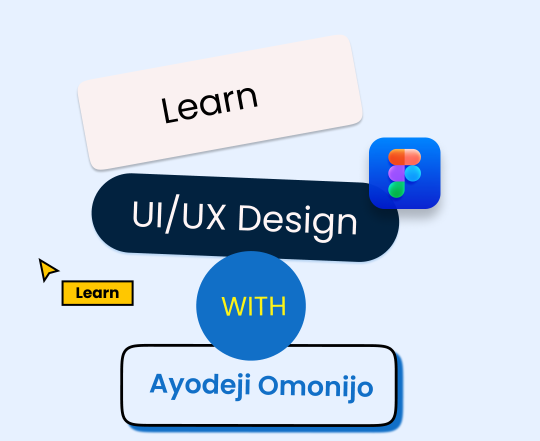 Learn
UI/UX Design
Learn
WITH
Ayodeji Omonijo